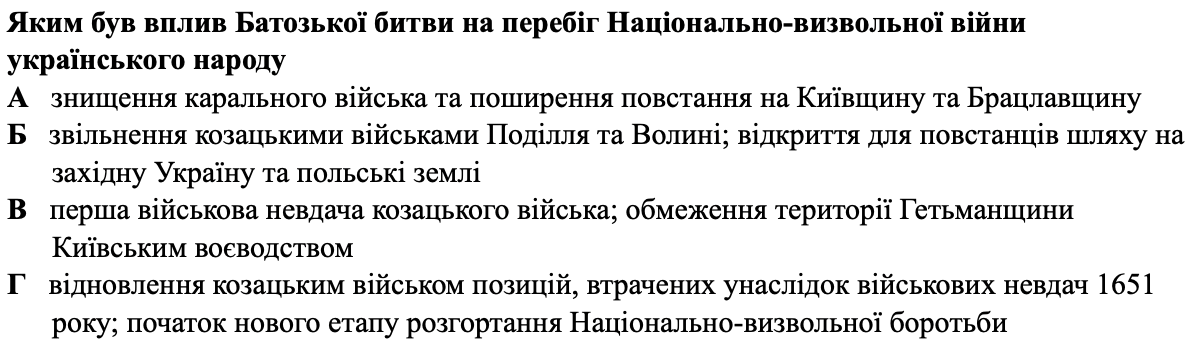 Яким був вплив Батозької битви на перебіг Національно-визвольної війни
українського народу
А знищення карального війська та поширення повстання на Київщину та Брацлавщину
Б звільнення козацькими військами Поділля та Волині; відкриття для повстанців шляху на
західну Україну та польські землі
В перша військова невдача козацького війська; обмеження території Гетьманщини
Київським воєводством
Г відновлення козацьким військом позицій, втрачених унаслідок військових невдач 1651
року; початок нового етапу розгортання Національно-визвольної боротьби